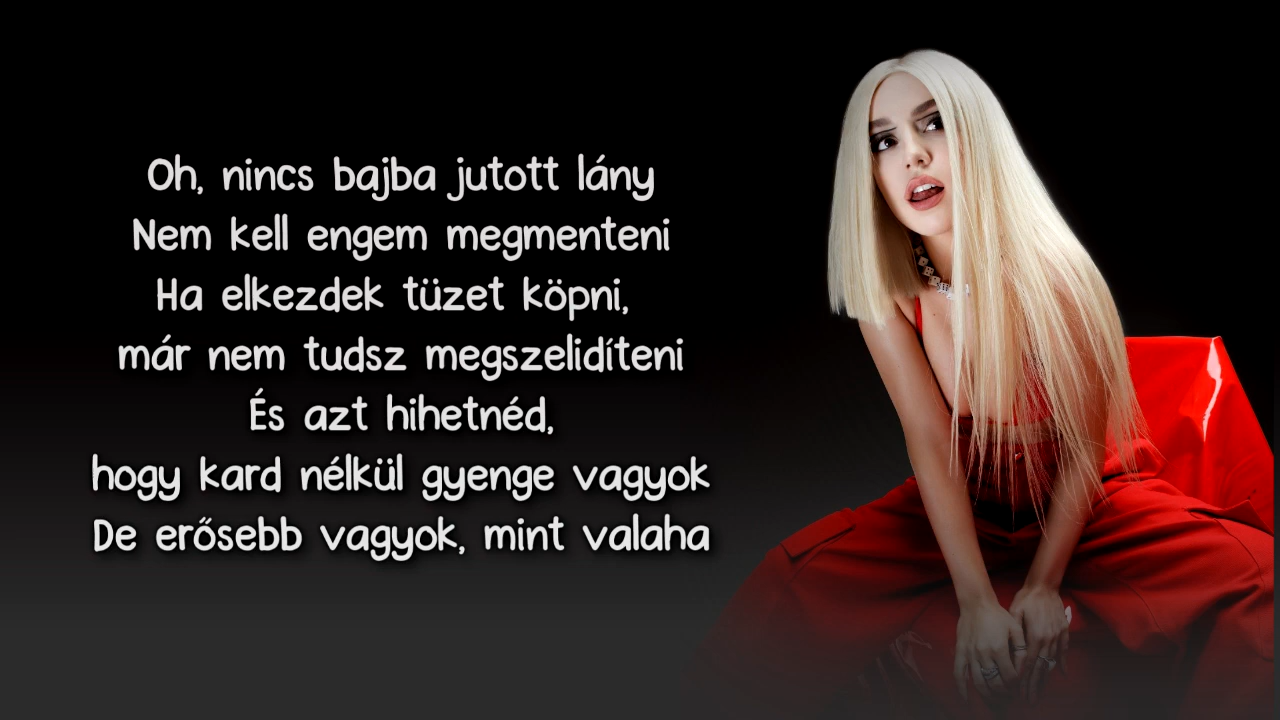 Oh, nincs bajba jutott lány
Nem kell engem megmenteni
Ha elkezdek tüzet köpni,
már nem tudsz megszelidíteni
És azt hihetnéd,
hogy kard nélkül gyenge vagyok
De erősebb vagyok, mint valaha